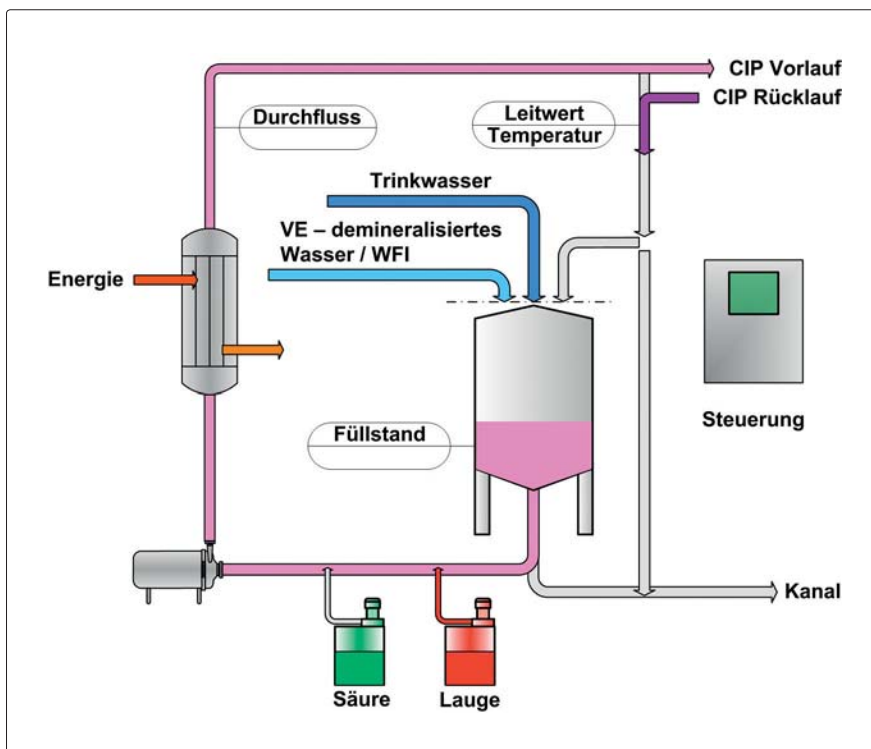 CIP Vorlauf
CIP Rücklauf
Durchfluss
Leitwert
Temperatur
Trinkwasser
VE – demineralisiertes
Wasser / WFI
Energie
Füllstand
Steuerung
Kanal
Säure
Lauge